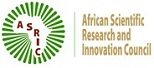 ASRIC
African Scientific
Research and
Innovation Council